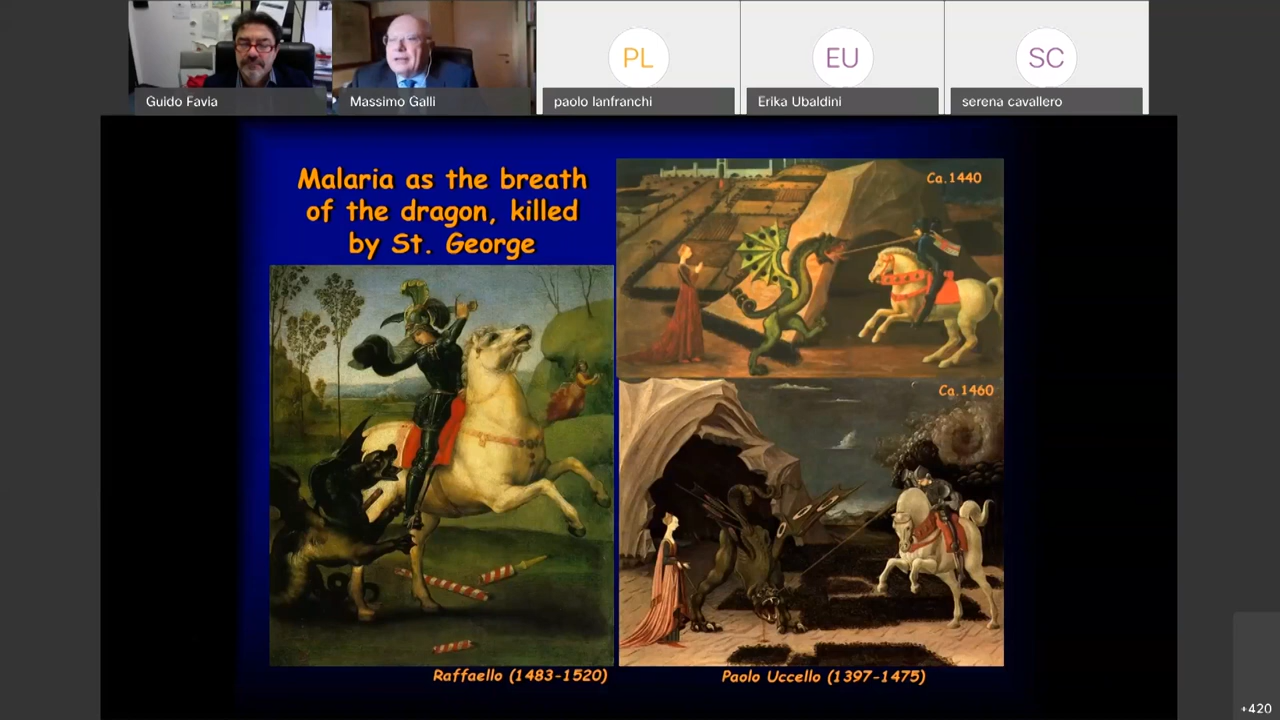 PL
EU
SC
Guido Favia
Massimo Galli
paolo lanfranchi
Erika Ubaldini
serena cavallero
Malaria as the breath
of the dragon, killed
by St. George
Ca.1440
Ca.1460
Raffaello (1483-1520)
Paolo Uccello (1397-1475)
+420